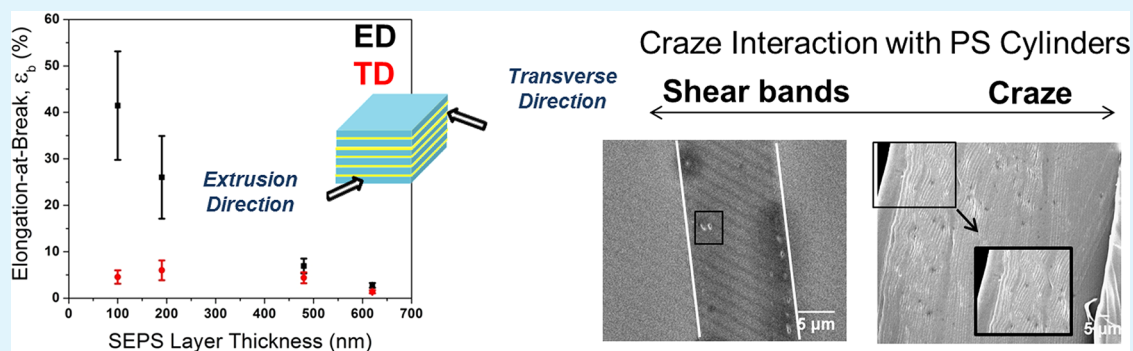 60
50
40
30
20
10
0
Elongation-at-Break, εb (%)
0 100 200 300 400 500 600 700
SEPS Layer Thickness (nm)
ED
TD
Extrusion
Direction
Transverse
Direction
Craze Interaction with PS Cylinders
Shear bands
Craze
5 µm
5 µm